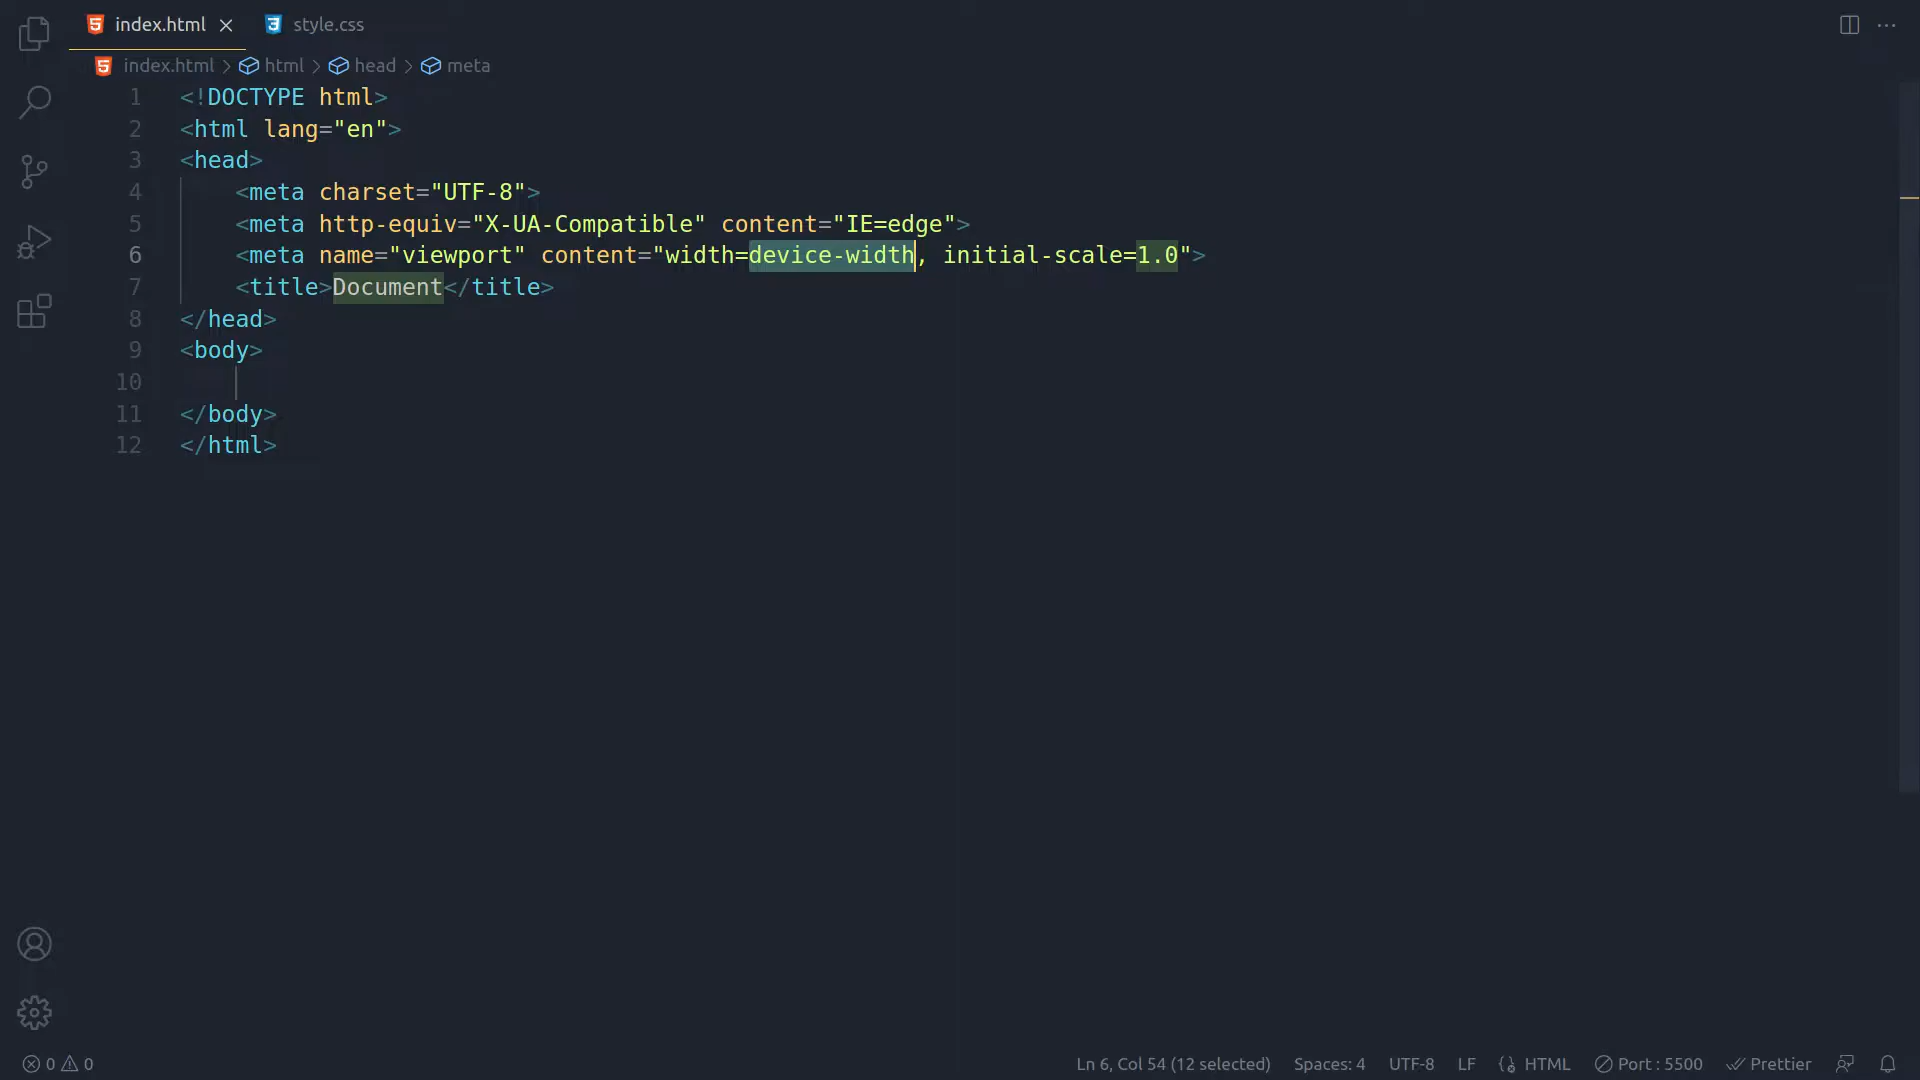 index.html style.css
index.html html head meta
1 <!DOCTYPE html>
2 <html lang="en">
3 <head>
4 <meta charset="UTF-8">
5 <meta http-equiv="X-UA-Compatible" content="IE=edge">
6 <meta name="viewport" content="width=device-width, initial-scale=1.0">
7 <title>Document</title>
8 </head>
9 <body>
10
11 </body>
12 </html>
0 0 Ln 6, Col 54 (12 selected) Spaces: 4 UTF-8 LF HTML Port : 5500 Prettier